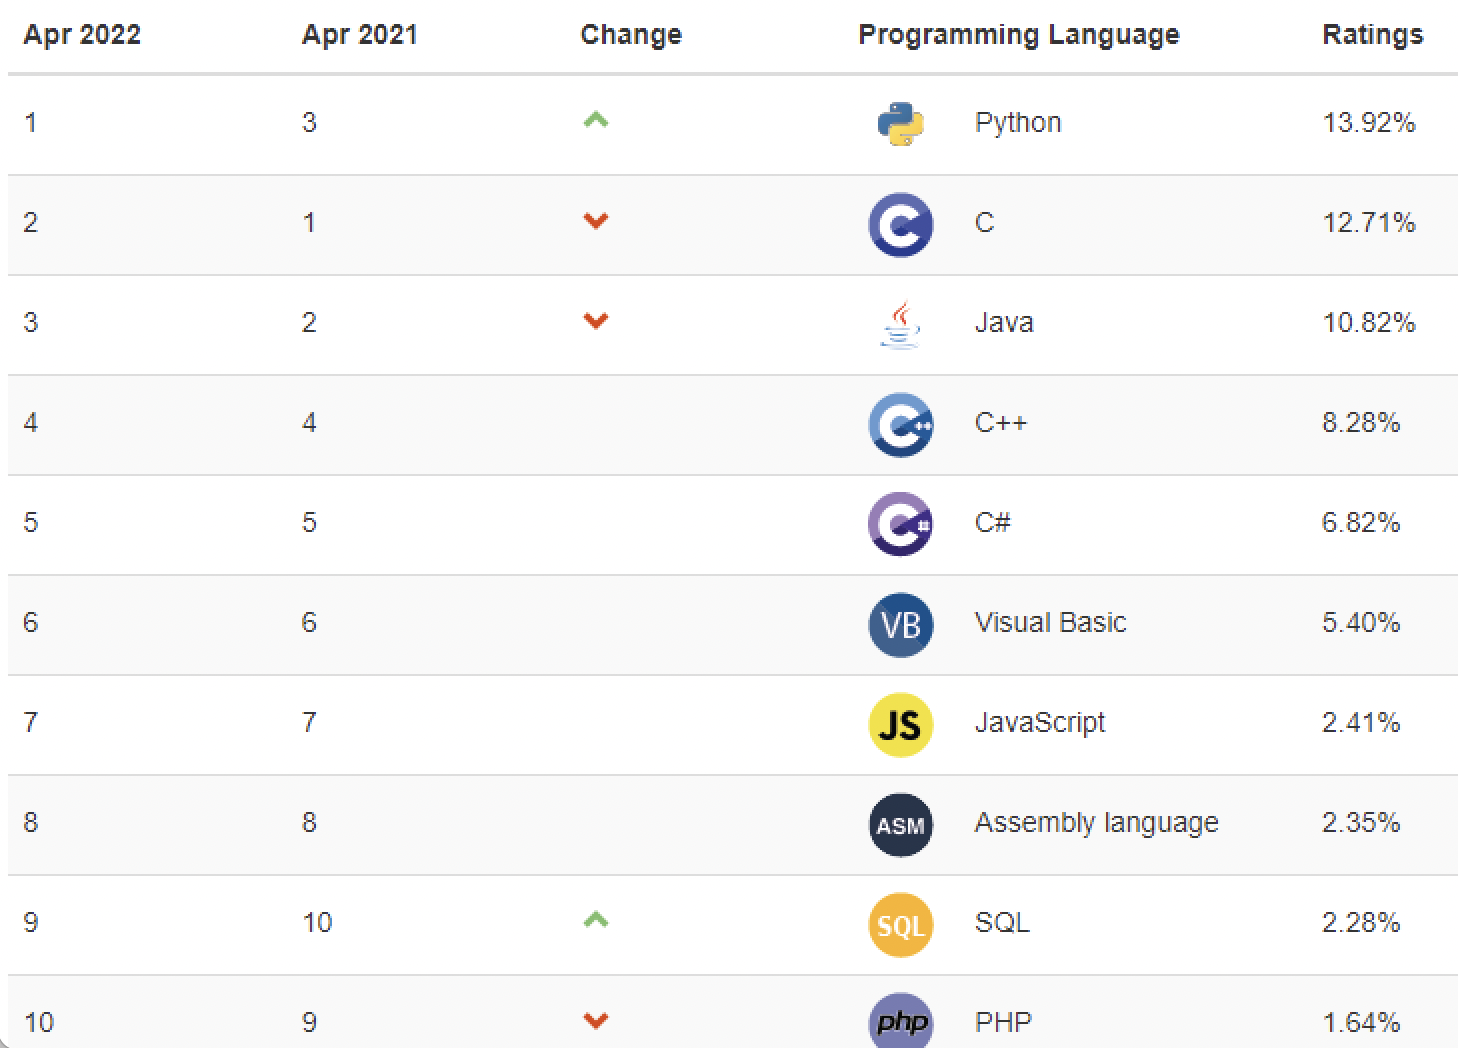 Apr 2022 Apr 2021 Change Programming Language Ratings
1 3 Python 13.92%
2 1 C C 12.71%
3 2 Java 10.82%
4 4 C++ C++ 8.28%
5 5 C# C# 6.82%
6 6 VB Visual Basic 5.40%
7 7 JS JavaScript 2.41%
8 8 ASM Assembly language 2.35%
9 10 SQL SQL 2.28%
10 9 php PHP 1.64%